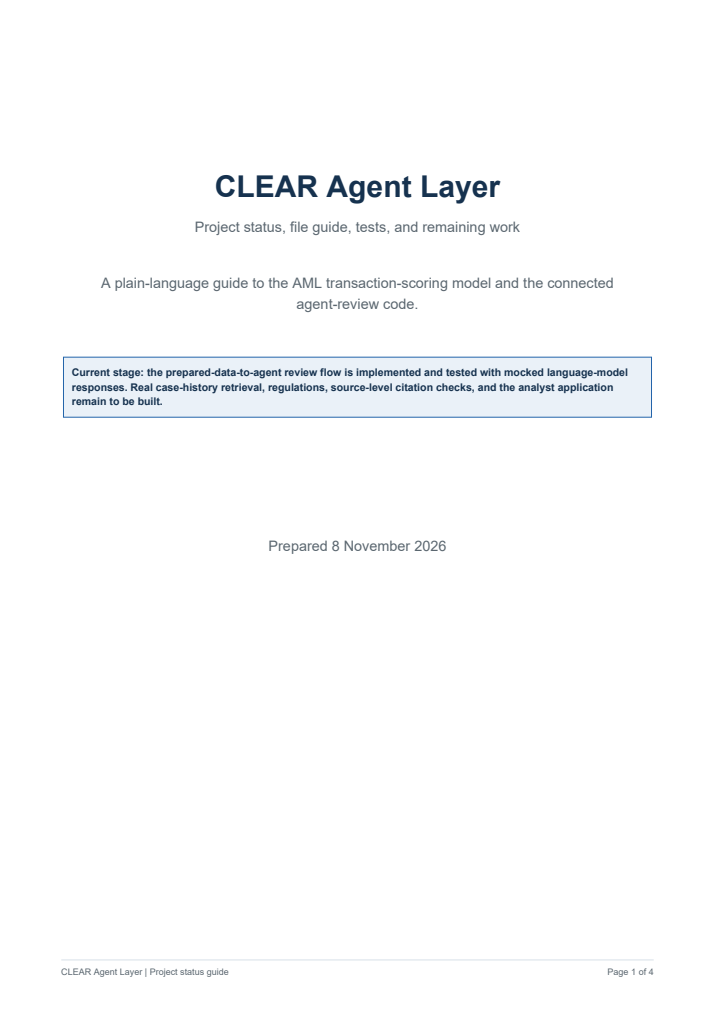 CLEAR Agent Layer
Project status, file guide, tests, and remaining work
A plain-language guide to the AML transaction-scoring model and the connected
agent-review code.
Current stage: the prepared-data-to-agent review flow is implemented and tested with mocked language-model
responses. Real case-history retrieval, regulations, source-level citation checks, and the analyst application
remain to be built.
Prepared 8 November 2026
CLEAR Agent Layer | Project status guide
Page 1 of 4